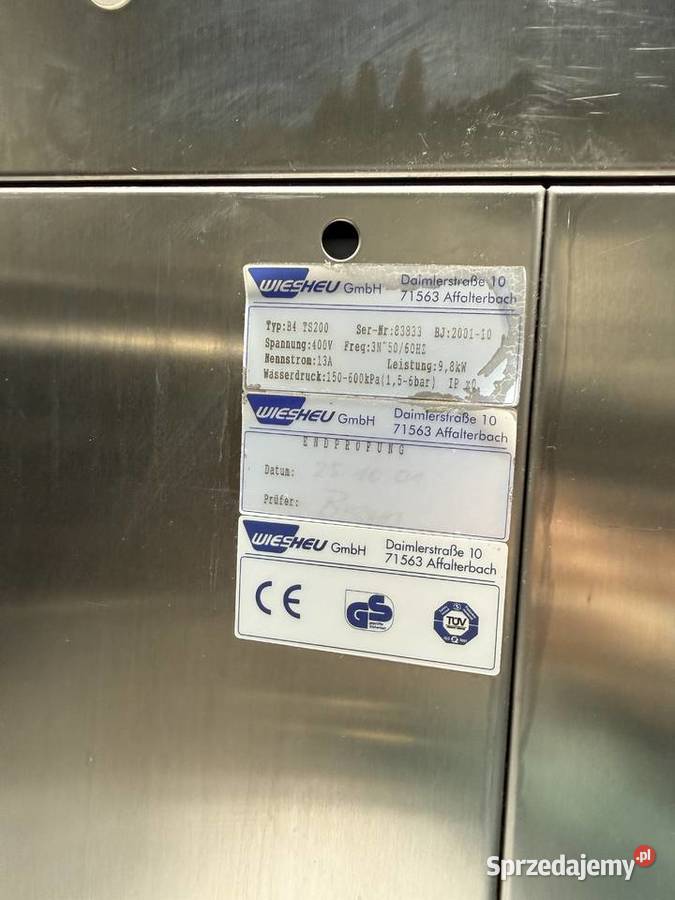 WIESHEU GmbH Daimlerstraße 10
71563 Affalterbach
Typ:B4 TS200 Ser-Nr:83833 BJ:2001-10
Spannung:400V Freq:3N~50/60HZ
Nennstrom:13A Leistung:9,8kW
Wasserdruck:150-600kPa(1,5-6bar) IP x0
WIESHEU GmbH Daimlerstraße 10
71563 Affalterbach
ENDPRÜFUNG
Datum: 25 10 01
Prüfer:
WIESHEU GmbH Daimlerstraße 10
71563 Affalterbach
CE GS TÜV
Sprzedajemy.pl